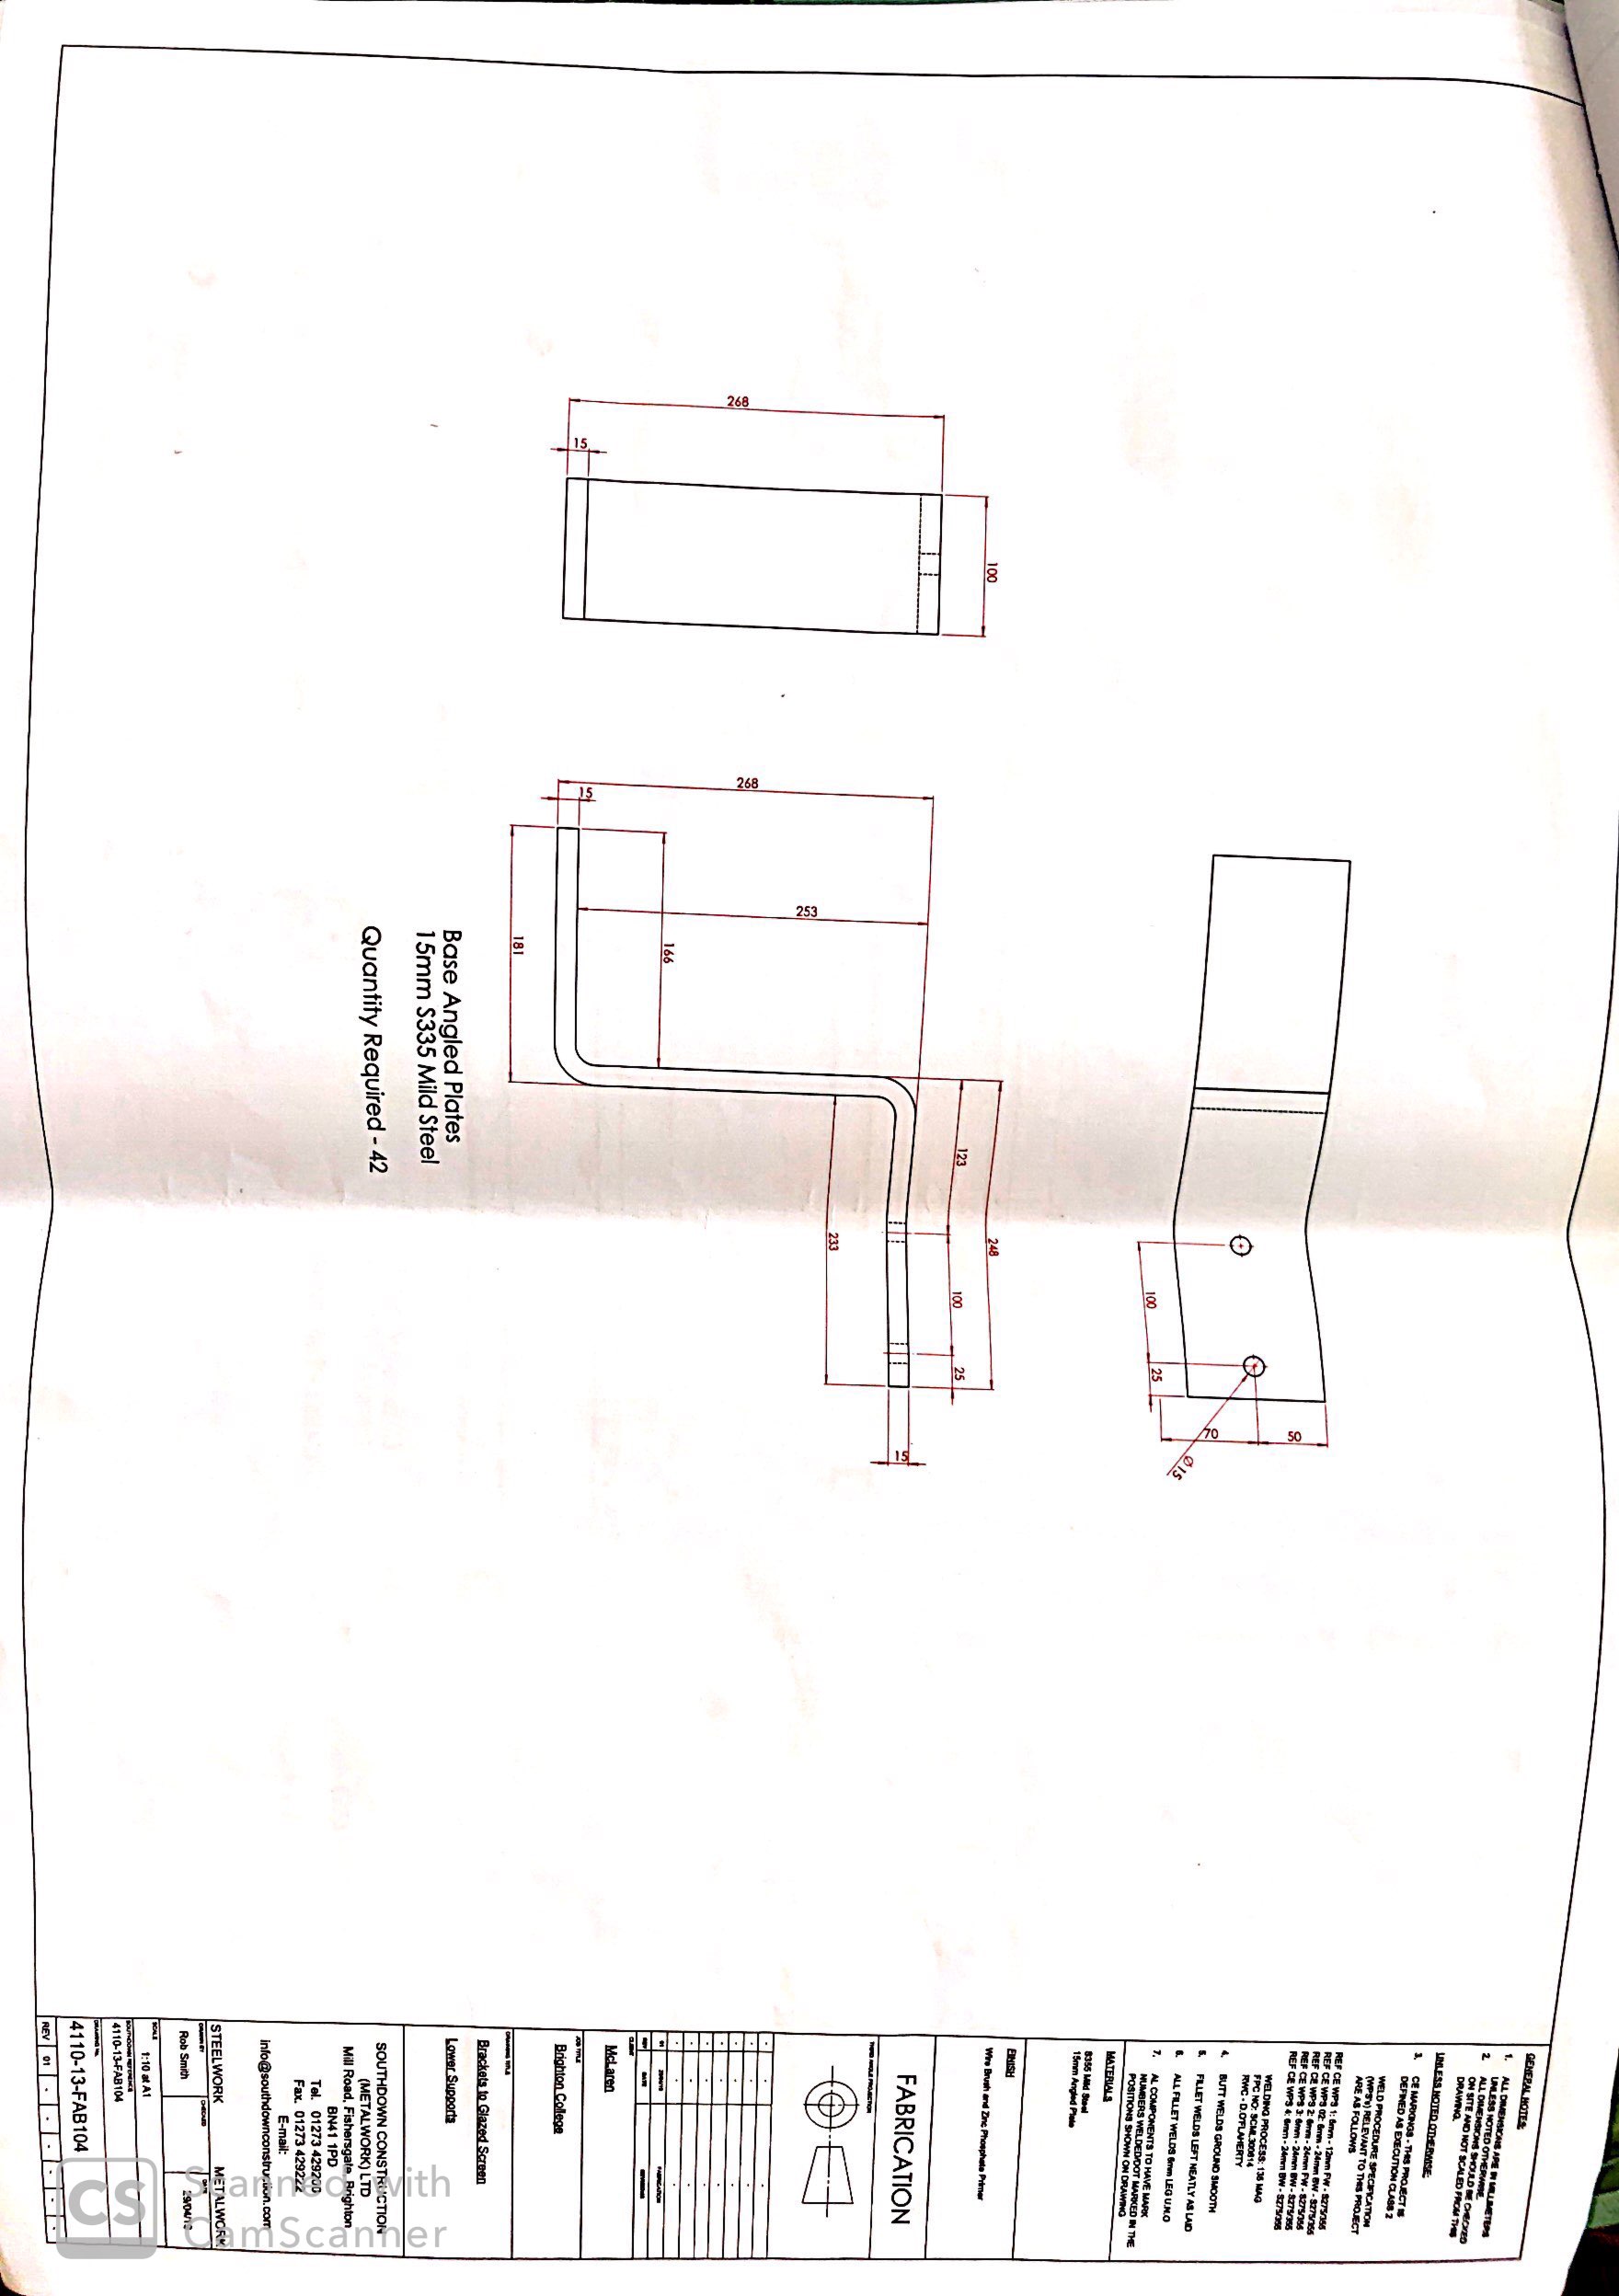 268
15
100
268
15
253
166
181
123
248
100
25
233
15
100
25
70
50
Ø15
Base Angled Plates
15mm S335 Mild Steel
Quantity Required - 42
GENERAL NOTES:
1. ALL DIMENSIONS ARE IN MILLIMETERS
UNLESS NOTED OTHERWIRE.
2. ALL DIMENSIONS SHOULD BE CHECKED
ON SITE AND NOT SCALED FROM THIS
DRAWING.
UNLESS NOTED OTHERWISE:
3. CE MARKINGS - THIS PROJECT IS
DEFINED AS EXECUTION CLASS 2
WELD PROCEDURE SPECIFICATION
(WPS's) RELEVANT TO THIS PROJECT
ARE AS FOLLOWS
REF CE WPS 1: 6mm - 12mm FW - S275/355
REF CE WPS 02: 6mm - 24mm BW - S275/355
REF CE WPS 2: 6mm - 24mm FW - S275/355
REF CE WPS 3: 6mm - 24mm BW - S275/355
REF CE WPS 4: 6mm - 24mm BW - S275/355
WELDING PROCESS: 136 MAG
FPC NO: SCML300614
RWC - D.O'FLAHERTY
4. BUTT WELDS GROUND SMOOTH
5. FILLET WELDS LEFT NEATLY AS LAID
6. ALL FILLET WELDS 6mm LEG U.N.O
7. AL COMPONENTS TO HAVE MARK
NUMBERS WELDED/DOT MARKED IN THE
POSITIONS SHOWN ON DRAWING
MATERIALS
S355 Mild Steel
15mm Angled Plate
FINISH
Wire Brush and Zinc Phosphate Primer
FABRICATION
THIRD ANGLE PROJECTION
01 FABRICATION
REV DATE
CLIENT
McLaren
JOB TITLE
Brighton College
DRAWING TITLE
Brackets to Glazed Screen
Lower Supports
SOUTHDOWN CONSTRUCTION
(METALWORK) LTD
Mill Road, Fishersgate, Brighton
BN41 1PD
Tel. 01273 429200
Fax. 01273 429222
E-mail:
info@southdownconstruction.com
STEELWORK METALWORK
DRAWN BY CHECKED DATE
Rob Smith
SCALE
1:10 at A1
SOUTHDOWN REFERENCE
4110-13-FAB104
DRAWING No.
4110-13-FAB104
REV 01
CS
Scanned with
CamScanner